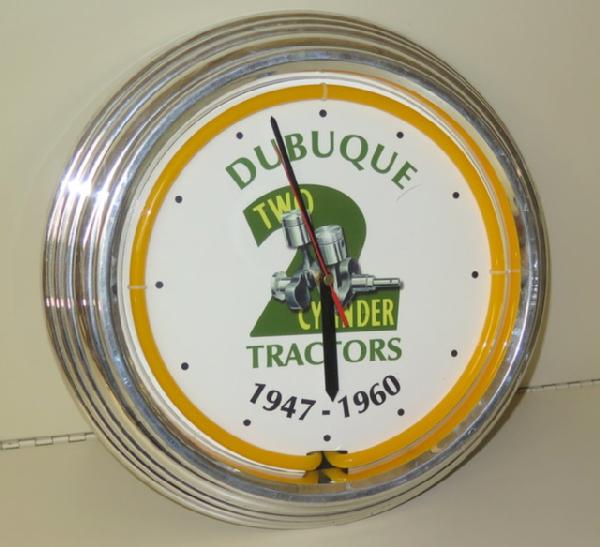 DUBUQUE
TWO
2
CYLINDER
TRACTORS
1947-1960